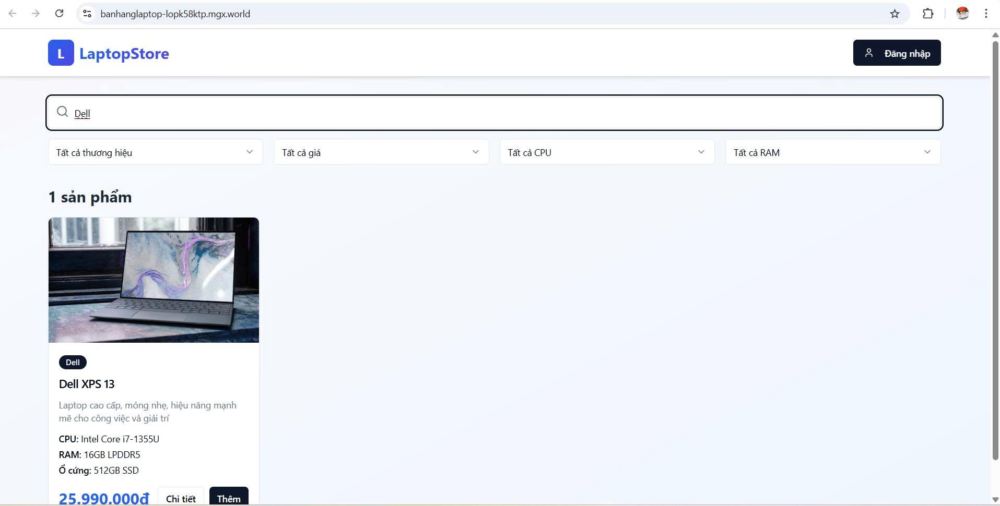 banhanglaptop-lopk58ktp.mgx.world
L LaptopStore
Đăng nhập
Dell
Tất cả thương hiệu
Tất cả giá
Tất cả CPU
Tất cả RAM
1 sản phẩm
Dell
Dell XPS 13
Laptop cao cấp, mỏng nhẹ, hiệu năng mạnh
mẽ cho công việc và giải trí
CPU: Intel Core i7-1355U
RAM: 16GB LPDDR5
Ổ cứng: 512GB SSD
25.990.000đ
Chi tiết
Thêm